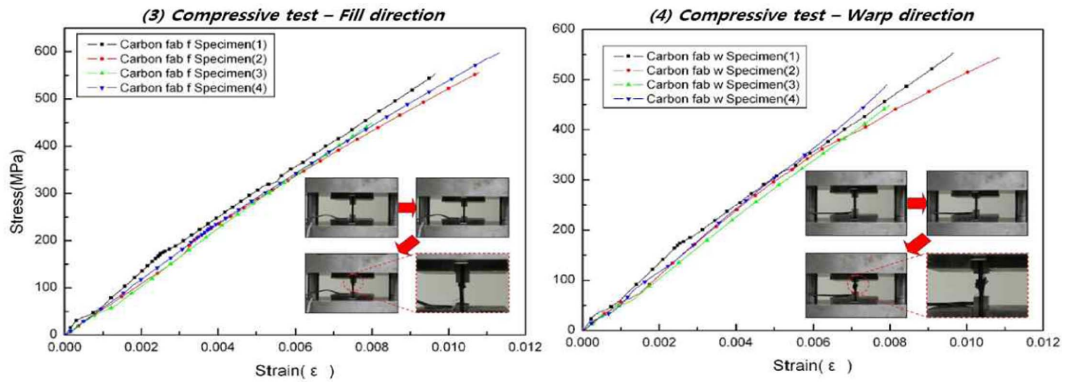 (3) Compressive test – Fill direction
Carbon fab f Specimen(1)
Carbon fab f Specimen(2)
Carbon fab f Specimen(3)
Carbon fab f Specimen(4)
Stress(MPa)
600
500
400
300
200
100
0
0.000 0.002 0.004 0.006 0.008 0.010 0.012
Strain( ε )
(4) Compressive test – Warp direction
Carbon fab w Specimen(1)
Carbon fab w Specimen(2)
Carbon fab w Specimen(3)
Carbon fab w Specimen(4)
600
500
400
300
200
100
0
0.000 0.002 0.004 0.006 0.008 0.010 0.012
Strain( ε )